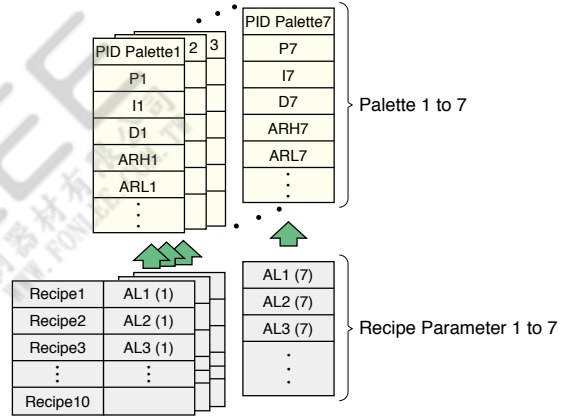 PID Palette1 2 3
P1
I1
D1
ARH1
ARL1
PID Palette7
P7
I7
D7
ARH7
ARL7
Palette 1 to 7
Recipe1 AL1 (1)
Recipe2 AL2 (1)
Recipe3 AL3 (1)
Recipe10
AL1 (7)
AL2 (7)
AL3 (7)
Recipe Parameter 1 to 7